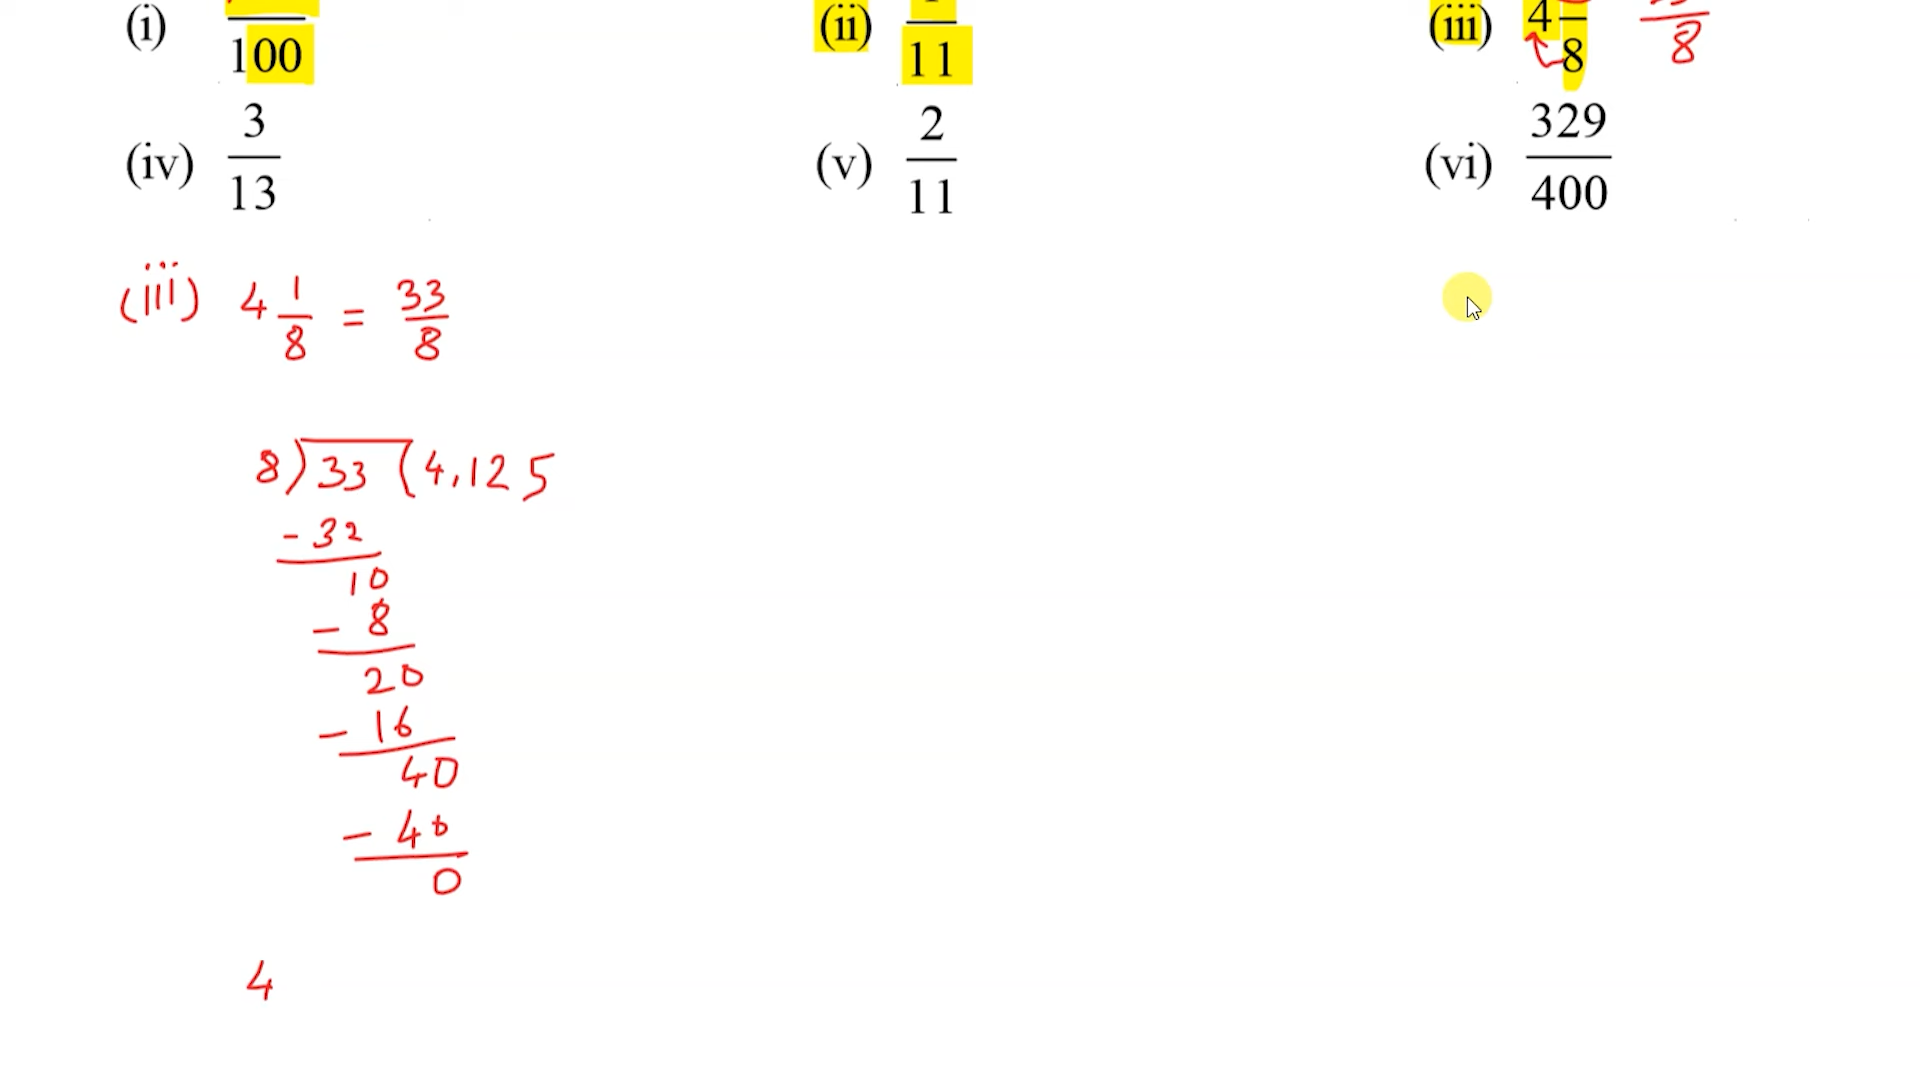 (i) 100 (ii) 11 (iii) 4 8 8
(iv) 3/13 (v) 2/11 (vi) 329/400
(iii) 4 1/8 = 33/8
8) 33 (4.125
- 32
10
- 8
20
- 16
40
- 40
0
4